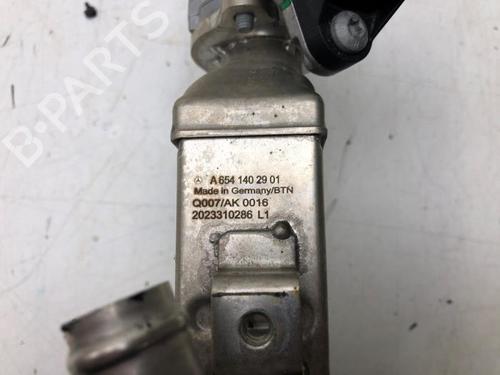 B-PARTS
A 654 140 29 01
Made in Germany/BTN
Q007/AK 0016
2023310286 L1